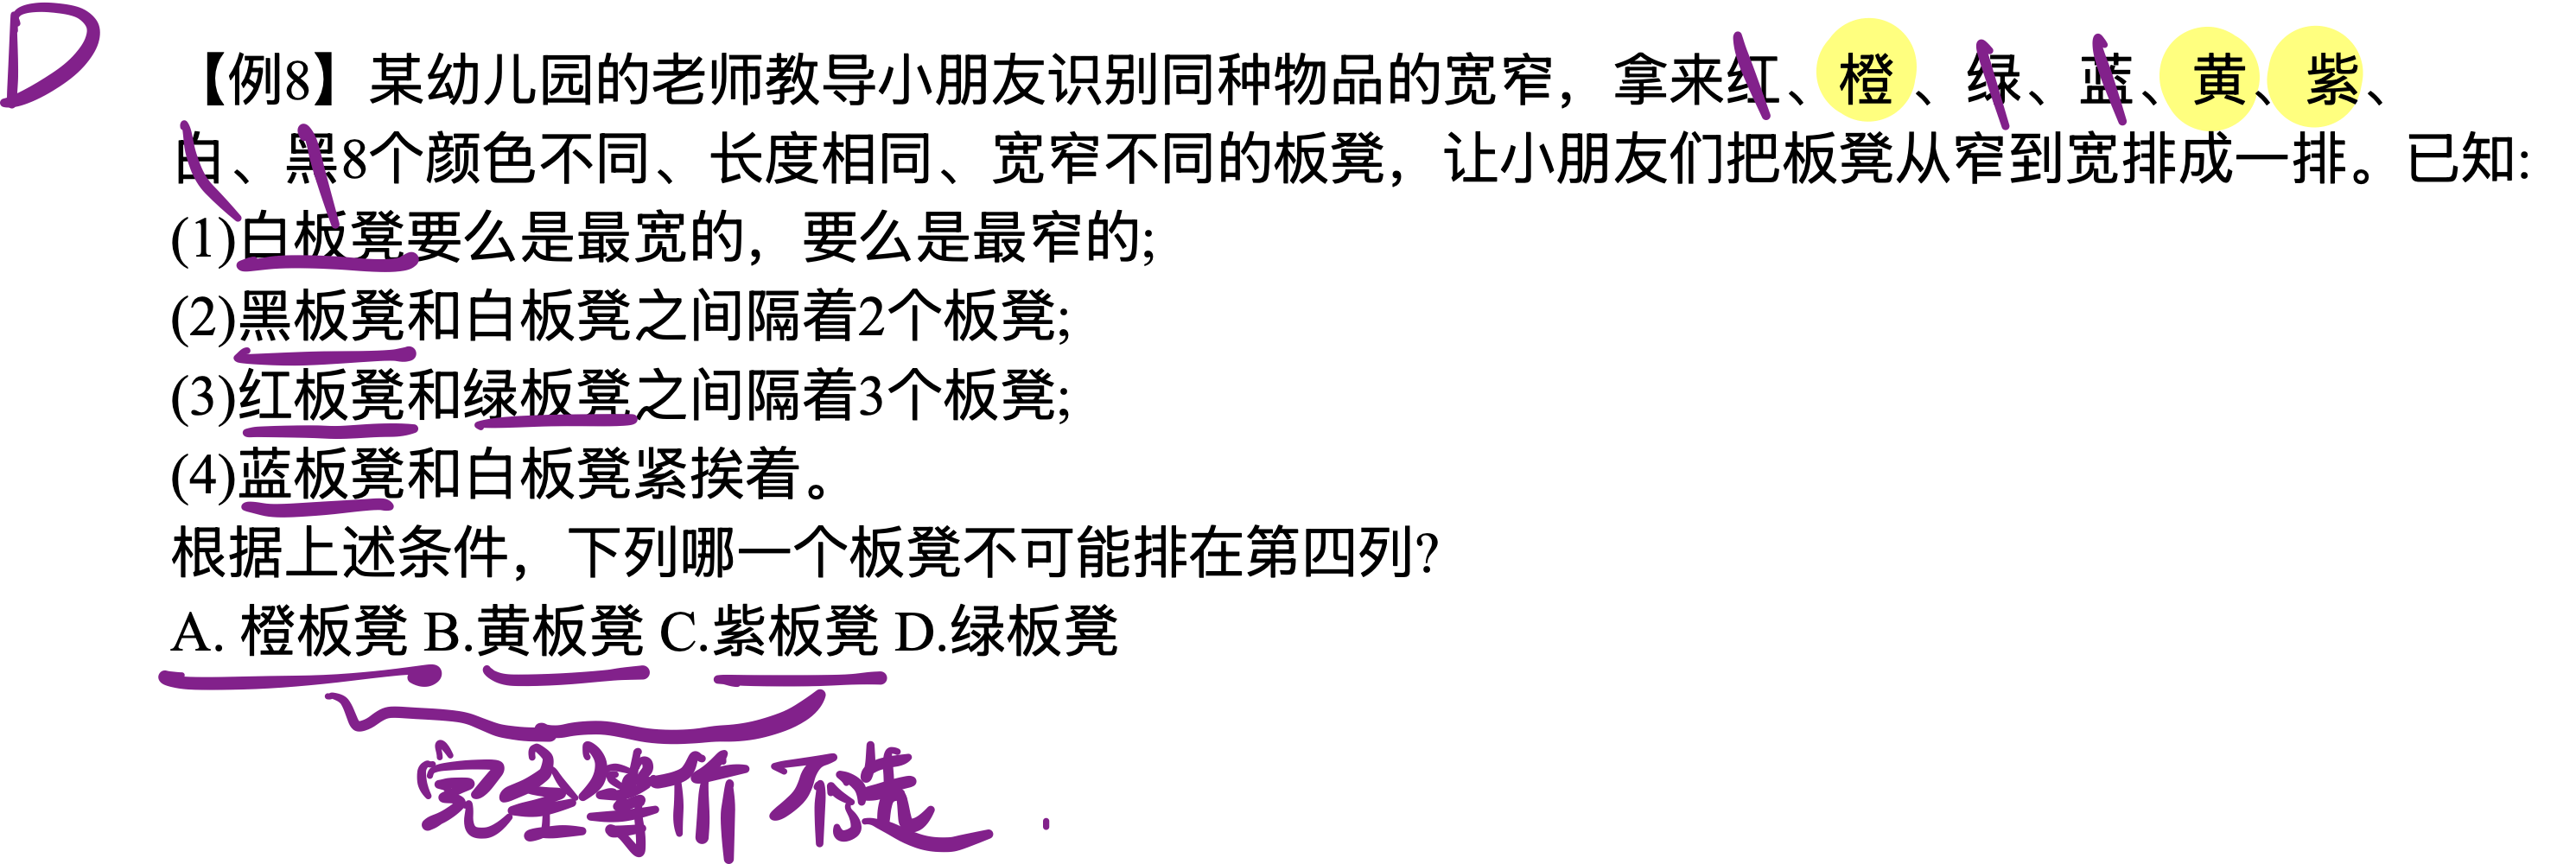 D
【例8】某幼儿园的老师教导小朋友识别同种物品的宽窄，拿来红、橙、绿、蓝、黄、紫、
白、黑8个颜色不同、长度相同、宽窄不同的板凳，让小朋友们把板凳从窄到宽排成一排。已知:
(1)白板凳要么是最宽的，要么是最窄的;
(2)黑板凳和白板凳之间隔着2个板凳;
(3)红板凳和绿板凳之间隔着3个板凳;
(4)蓝板凳和白板凳紧挨着。
根据上述条件，下列哪一个板凳不可能排在第四列?
A. 橙板凳 B.黄板凳 C.紫板凳 D.绿板凳
完全等价 不选